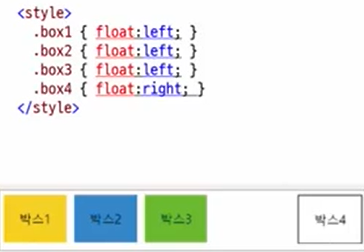 <style>
.box1 { float:left; }
.box2 { float:left; }
.box3 { float:left; }
.box4 { float:right; }
</style>
박스1 박스2 박스3 박스4